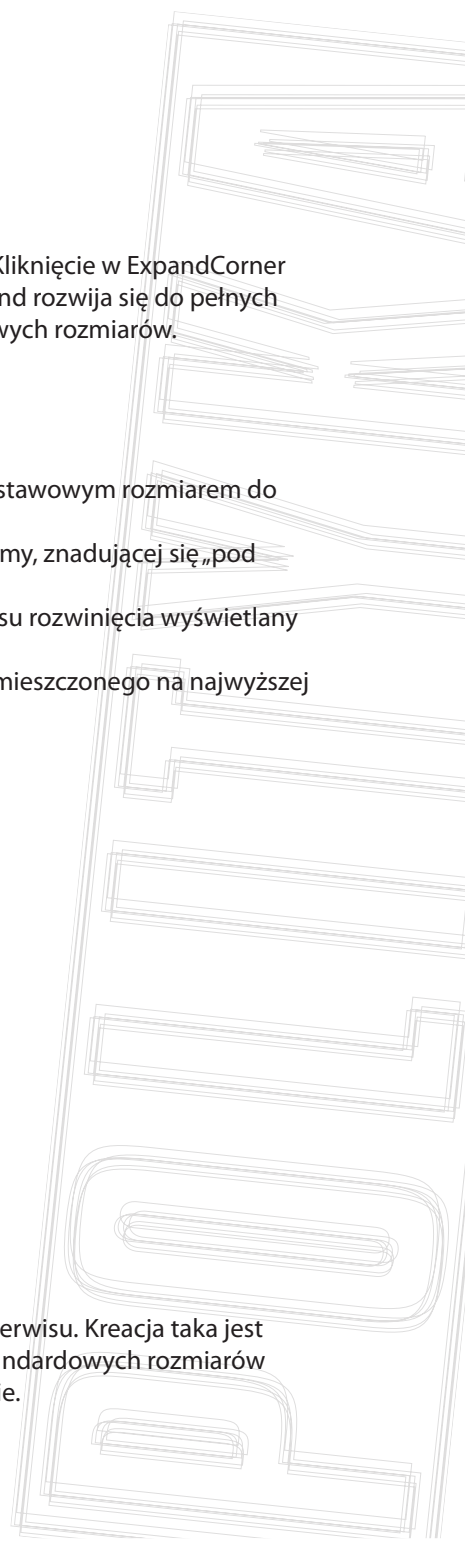 Kliknięcie w ExpandCorner
nd rozwija się do pełnych
wych rozmiarów.
stawowym rozmiarem do
my, znadującej się „pod
su rozwinięcia wyświetlany
mieszczonego na najwyższej
erwisu. Kreacja taka jest
ndardowych rozmiarów
ie.